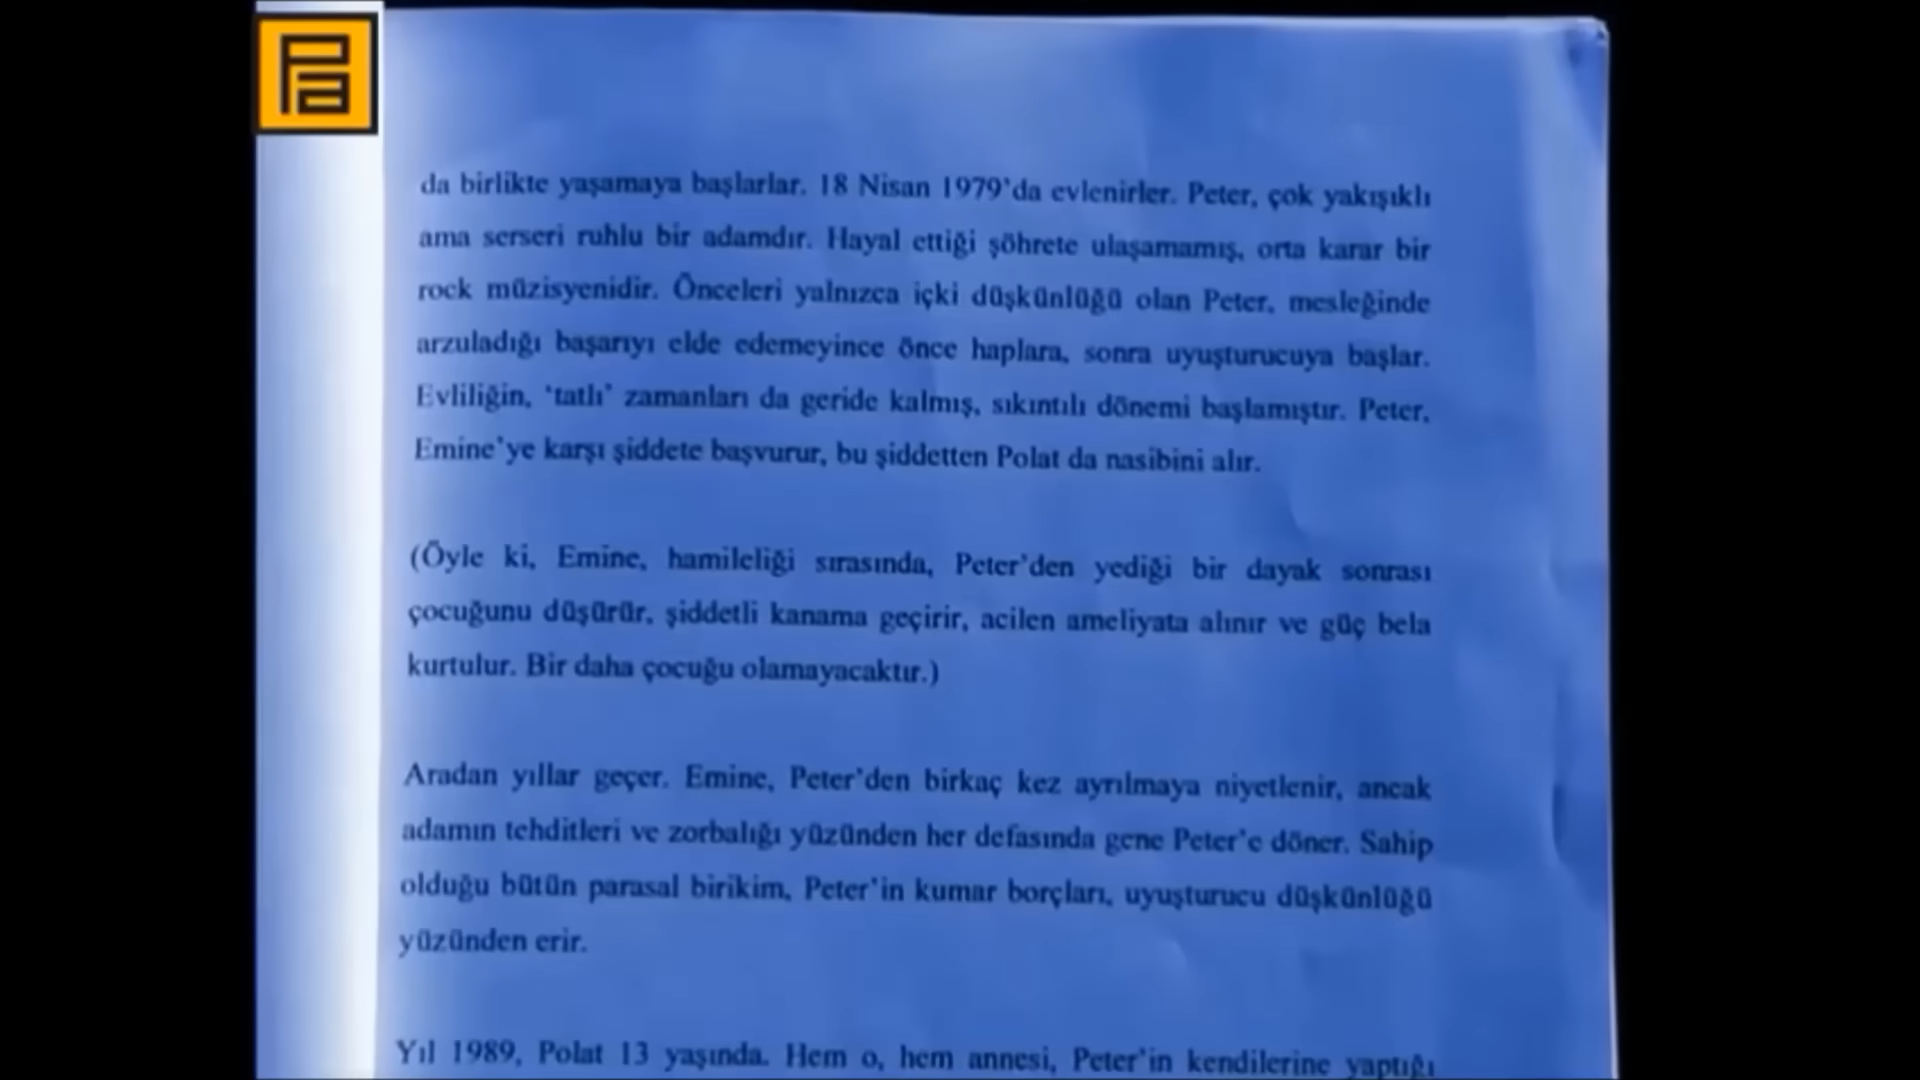 Pa
da birlikte yaşamaya başlarlar. 18 Nisan 1979'da evlenirler. Peter, çok yakışıklı
ama serseri ruhlu bir adamdır. Hayal ettiği şöhrete ulaşamamış, orta karar bir
rock müzisyenidir. Önceleri yalnızca içki düşkünlüğü olan Peter, mesleğinde
arzuladığı başarıyı elde edemeyince önce haplara, sonra uyuşturucuya başlar.
Evliliğin, 'tatlı' zamanları da geride kalmış, sıkıntılı dönemi başlamıştır. Peter,
Emine'ye karşı şiddete başvurur, bu şiddetten Polat da nasibini alır.
(Öyle ki, Emine, hamileliği sırasında, Peter'den yediği bir dayak sonrası
çocuğunu düşürür, şiddetli kanama geçirir, acilen ameliyata alınır ve güç bela
kurtulur. Bir daha çocuğu olamayacaktır.)
Aradan yıllar geçer. Emine, Peter'den birkaç kez ayrılmaya niyetlenir, ancak
adamın tehditleri ve zorbalığı yüzünden her defasında gene Peter'e döner. Sahip
olduğu bütün parasal birikim, Peter'in kumar borçları, uyuşturucu düşkünlüğü
yüzünden erir.
Yıl 1989, Polat 13 yaşında. Hem o, hem annesi, Peter'in kendilerine yaptığı